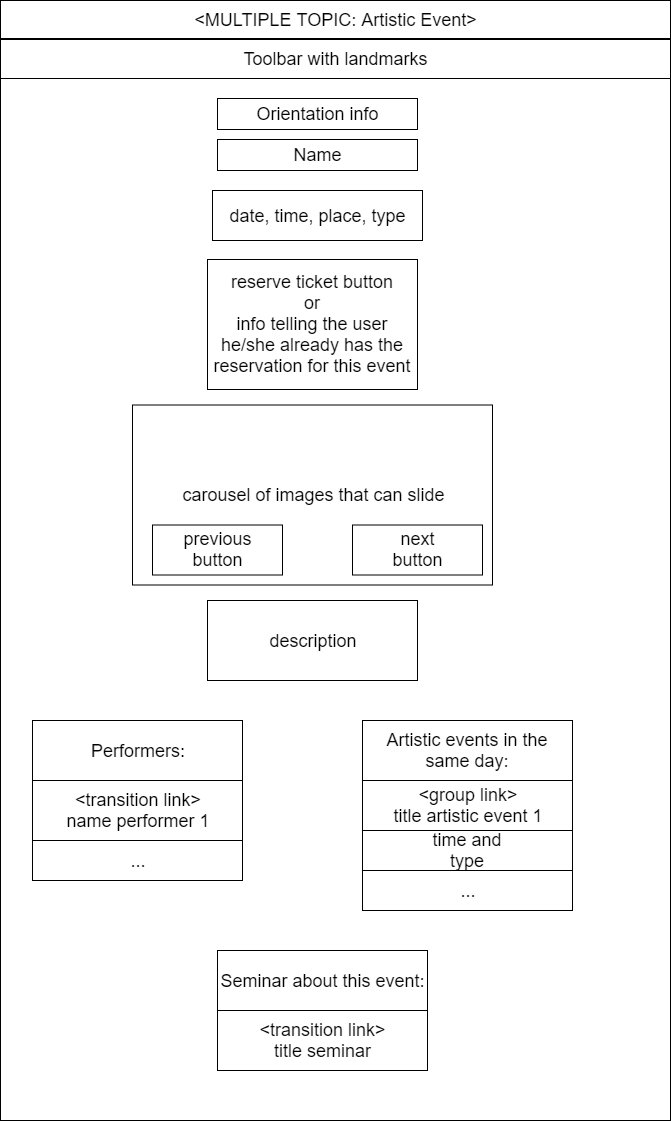 <MULTIPLE TOPIC: Artistic Event>
Toolbar with landmarks
Orientation info
Name
date, time, place, type
reserve ticket button
or
info telling the user
he/she already has the
reservation for this event
carousel of images that can slide
previous
button
next
button
description
Performers:
<transition link>
name performer 1
...
Artistic events in the
same day:
<group link>
title artistic event 1
time and
type
...
Seminar about this event:
<transition link>
title seminar